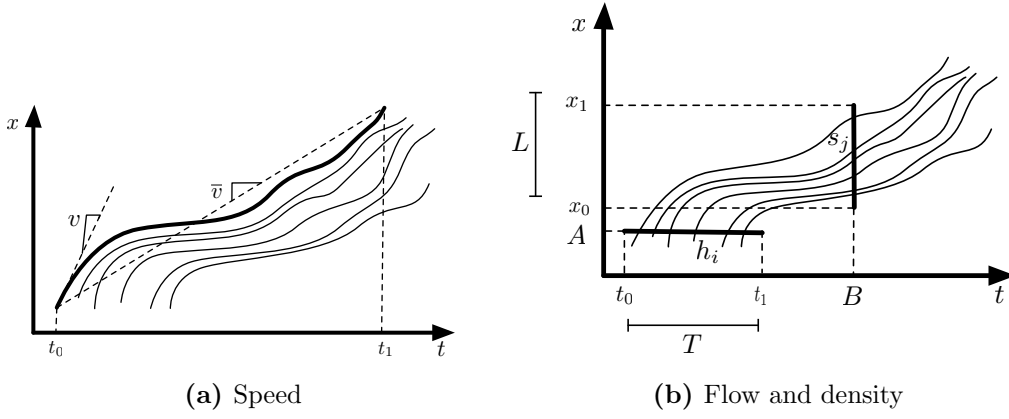 x
v
v̅
t₀
t₁
t
(a) Speed
x
x₁
L
s_j
x₀
A
h_i
t₀
t₁
B
t
T
(b) Flow and density